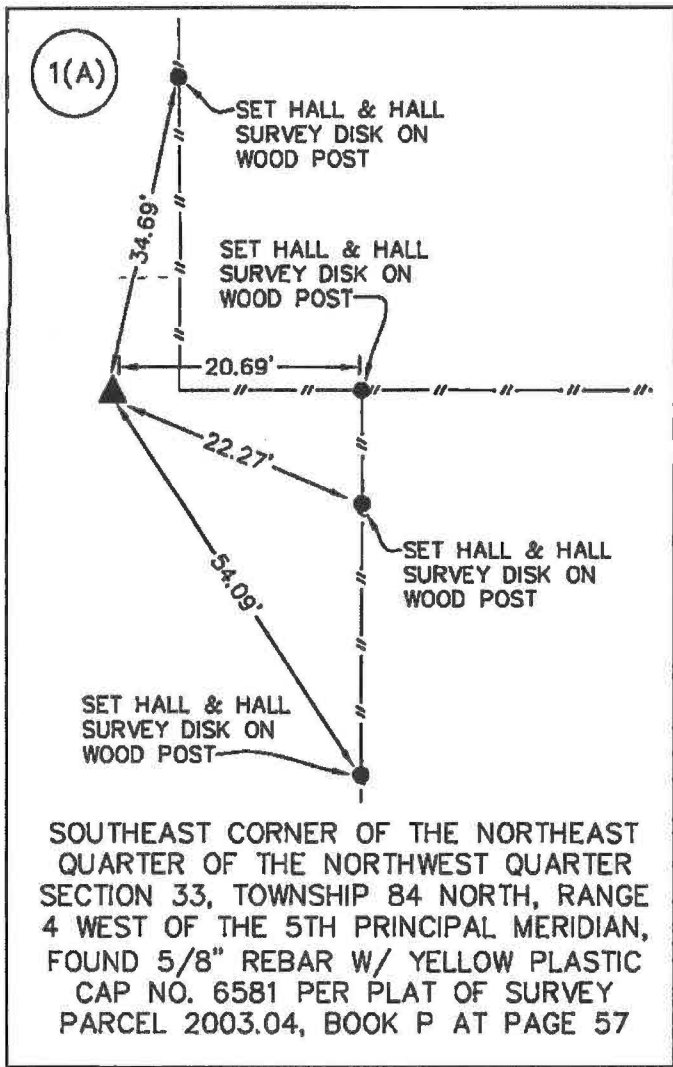 1(A)
SET HALL & HALL
SURVEY DISK ON
WOOD POST
34.69'
SET HALL & HALL
SURVEY DISK ON
WOOD POST
20.69'
22.27'
SET HALL & HALL
SURVEY DISK ON
WOOD POST
54.09'
SET HALL & HALL
SURVEY DISK ON
WOOD POST
SOUTHEAST CORNER OF THE NORTHEAST
QUARTER OF THE NORTHWEST QUARTER
SECTION 33, TOWNSHIP 84 NORTH, RANGE
4 WEST OF THE 5TH PRINCIPAL MERIDIAN,
FOUND 5/8" REBAR W/ YELLOW PLASTIC
CAP NO. 6581 PER PLAT OF SURVEY
PARCEL 2003.04, BOOK P AT PAGE 57